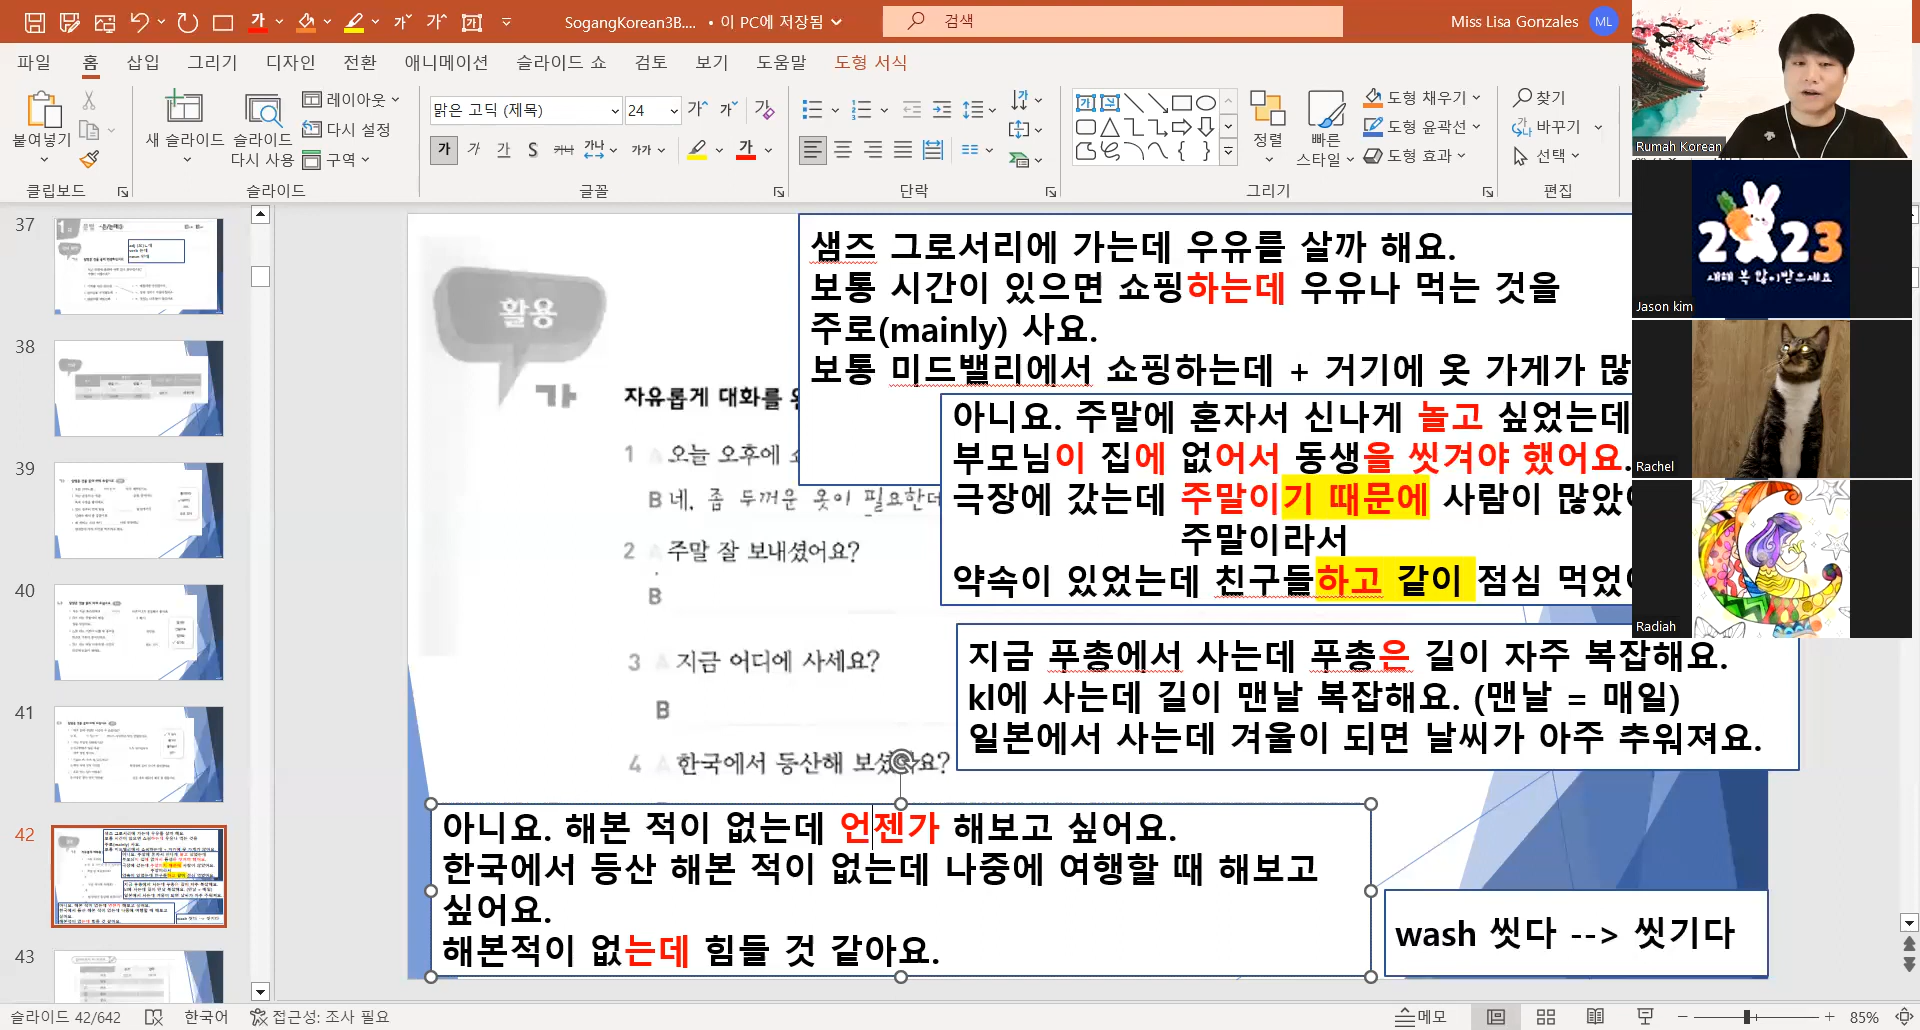 SogangKorean3B.... • 이 PC에 저장됨
검색
Miss Lisa Gonzales ML
파일 홈 삽입 그리기 디자인 전환 애니메이션 슬라이드 쇼 검토 보기 도움말 도형 서식
붙여넣기
새 슬라이드
슬라이드 다시 사용
레이아웃
다시 설정
구역
맑은 고딕 (제목) 24
정렬
빠른 스타일
도형 채우기
도형 윤곽선
도형 효과
찾기
바꾸기
선택
클립보드 슬라이드 글꼴 단락 그리기 편집
Rumah Korean
2023
새해 복 많이받으세요
Jason kim
Rachel
Radiah
37
38
39
40
41
42
43
활용
가 자유롭게 대화를 완
1 A 오늘 오후에 쇼
B 네, 좀 두꺼운 옷이 필요한데
2 A 주말 잘 보내셨어요?
B
3 A 지금 어디에 사세요?
B
4 A 한국에서 등산해 보셨어요?
샘즈 그로서리에 가는데 우유를 살까 해요.
보통 시간이 있으면 쇼핑하는데 우유나 먹는 것을
주로(mainly) 사요.
보통 미드밸리에서 쇼핑하는데 + 거기에 옷 가게가 많
아니요. 주말에 혼자서 신나게 놀고 싶었는데
부모님이 집에 없어서 동생을 씻겨야 했어요.
극장에 갔는데 주말이기 때문에 사람이 많았
주말이라서
약속이 있었는데 친구들하고 같이 점심 먹었
지금 푸총에서 사는데 푸총은 길이 자주 복잡해요.
kl에 사는데 길이 맨날 복잡해요. (맨날 = 매일)
일본에서 사는데 겨울이 되면 날씨가 아주 추워져요.
아니요. 해본 적이 없는데 언젠가 해보고 싶어요.
한국에서 등산 해본 적이 없는데 나중에 여행할 때 해보고
싶어요.
해본적이 없는데 힘들 것 같아요.
wash 씻다 --> 씻기다
슬라이드 42/642 한국어 접근성: 조사 필요 메모 85%